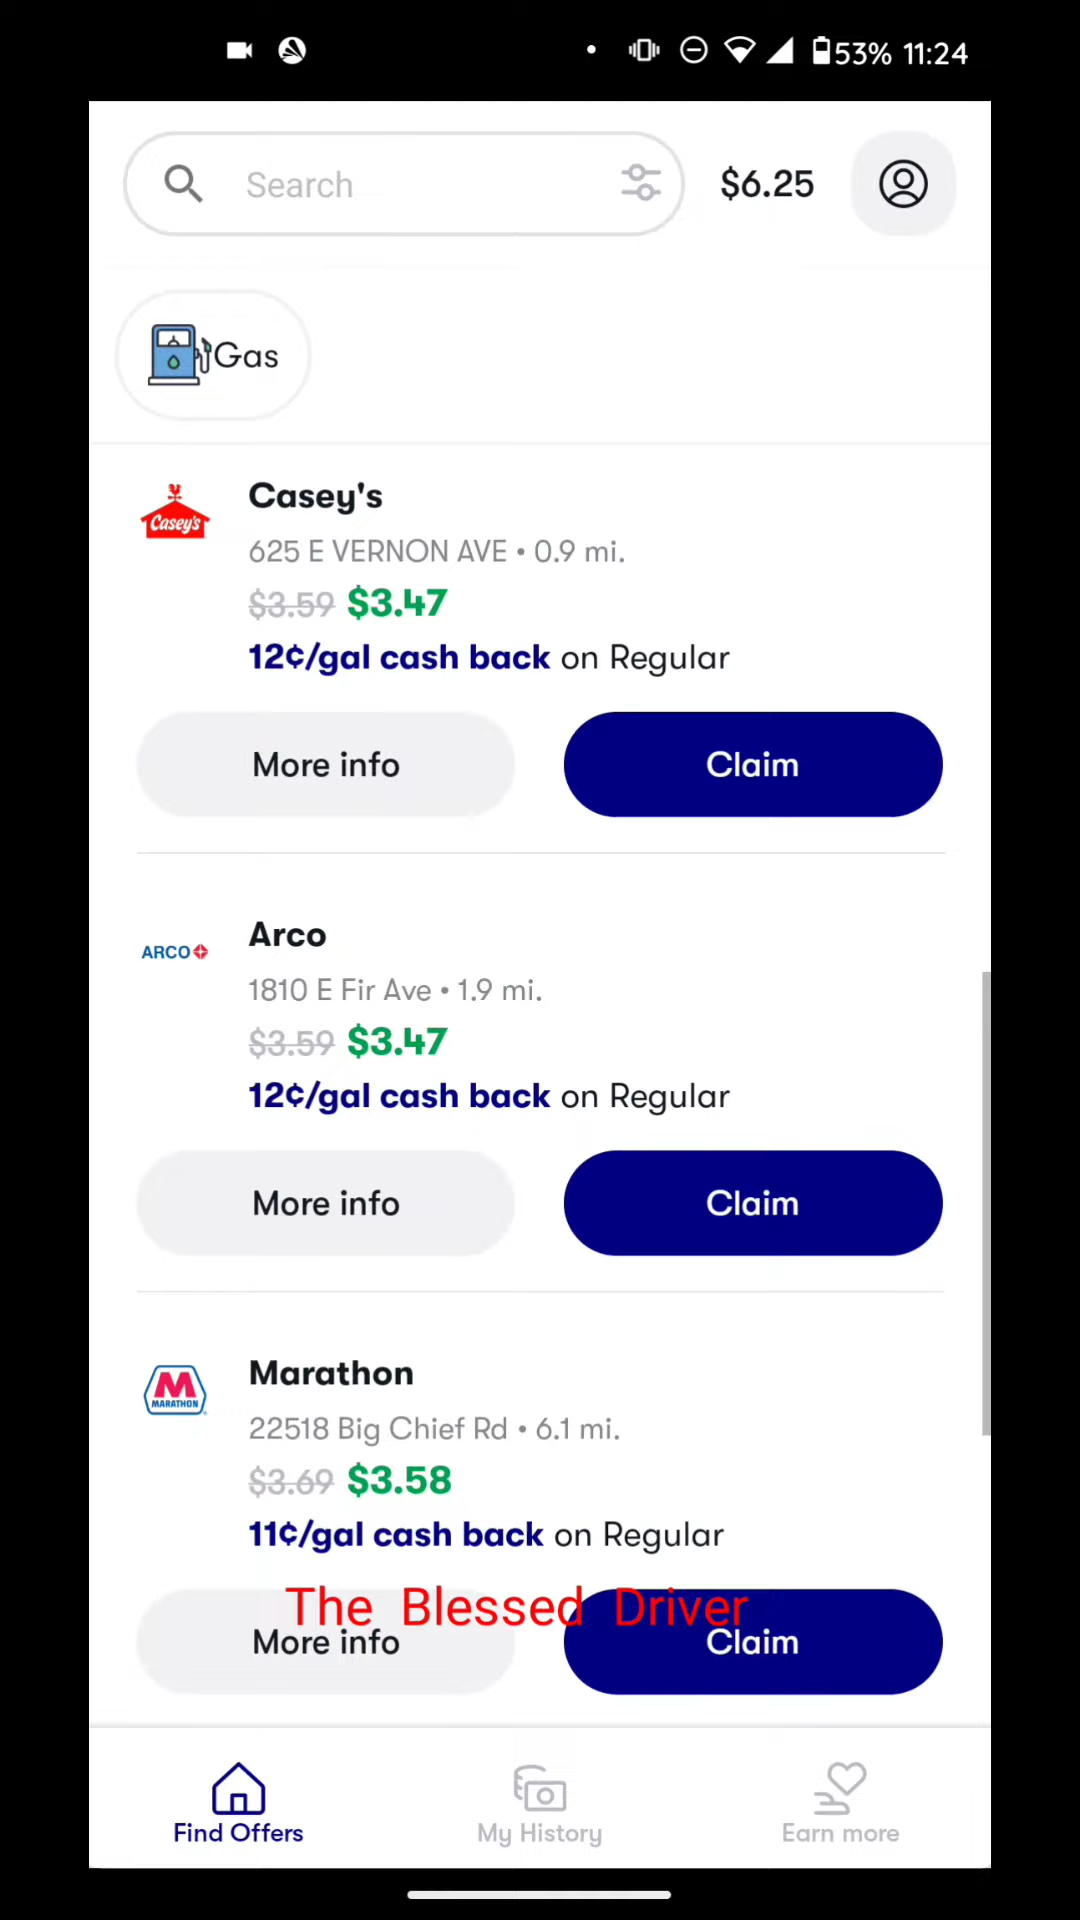 53% 11:24
Search
$6.25
Gas
Casey's
Casey's
625 E VERNON AVE • 0.9 mi.
$3.59 $3.47
12¢/gal cash back on Regular
More info
Claim
ARCO
Arco
1810 E Fir Ave • 1.9 mi.
$3.59 $3.47
12¢/gal cash back on Regular
More info
Claim
M
MARATHON
Marathon
22518 Big Chief Rd • 6.1 mi.
$3.69 $3.58
11¢/gal cash back on Regular
The Blessed Driver
More info
Claim
Find Offers
My History
Earn more